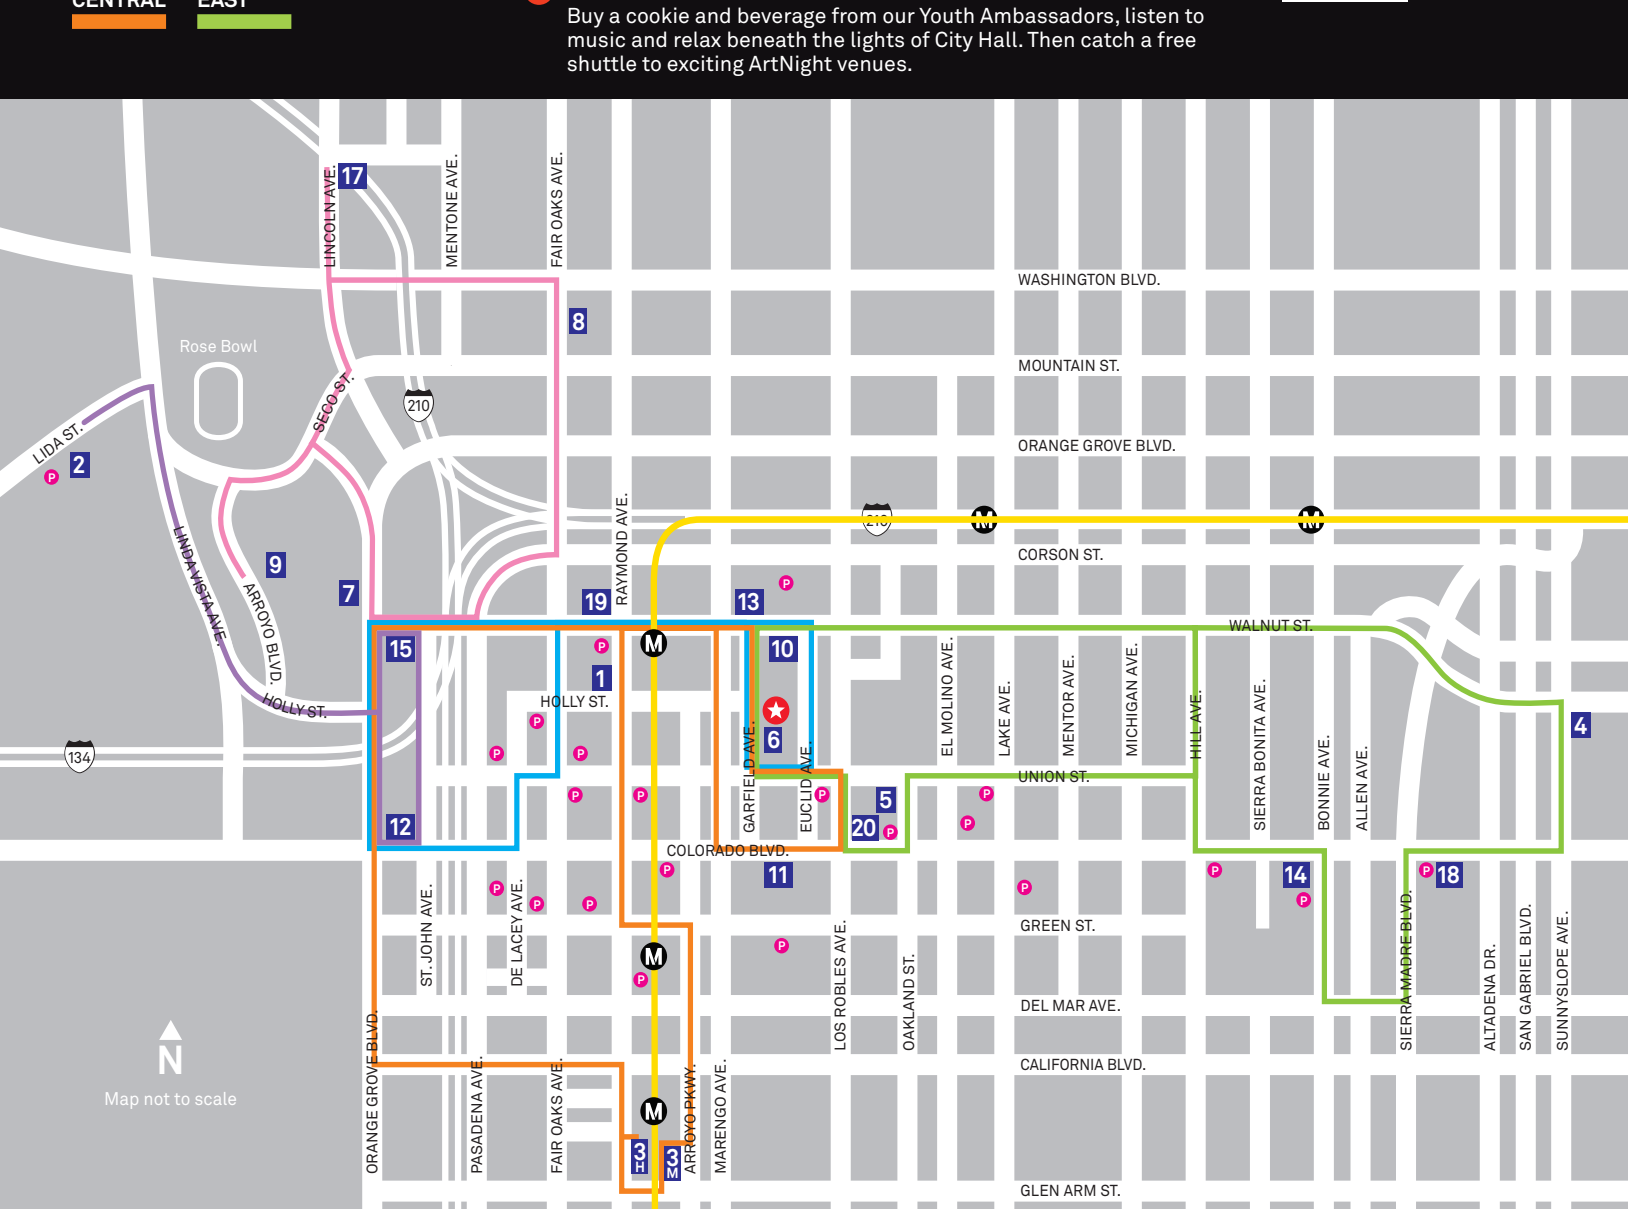 CENTRAL
EAST
Buy a cookie and beverage from our Youth Ambassadors, listen to
music and relax beneath the lights of City Hall. Then catch a free
shuttle to exciting ArtNight venues.
17
LINCOLN AVE.
MENTONE AVE.
FAIR OAKS AVE.
WASHINGTON BLVD.
8
Rose Bowl
MOUNTAIN ST.
SECO ST.
210
LIDA ST.
2
P
ORANGE GROVE BLVD.
RAYMOND AVE.
210
M
M
LINDA VISTA AVE.
CORSON ST.
9
ARROYO BLVD.
7
19
13
P
WALNUT ST.
15
P
M
10
1
HOLLY ST.
HOLLY ST.
EL MOLINO AVE.
LAKE AVE.
MENTOR AVE.
MICHIGAN AVE.
HILL AVE.
SIERRA BONITA AVE.
BONNIE AVE.
ALLEN AVE.
P
6
4
GARFIELD AVE.
EUCLID AVE.
134
P
P
UNION ST.
P
P
P
5
P
12
20
P
P
COLORADO BLVD.
P
11
P
14
P
18
P
P
P
P
P
ST. JOHN AVE.
DE LACEY AVE.
GREEN ST.
P
M
P
LOS ROBLES AVE.
OAKLAND ST.
SIERRA MADRE BLVD.
ALTADENA DR.
SAN GABRIEL BLVD.
SUNNYSLOPE AVE.
DEL MAR AVE.
N
Map not to scale
ORANGE GROVE BLVD.
PASADENA AVE.
FAIR OAKS AVE.
CALIFORNIA BLVD.
M
ARROYO PKWY.
MARENGO AVE.
3
H
3
M
GLEN ARM ST.